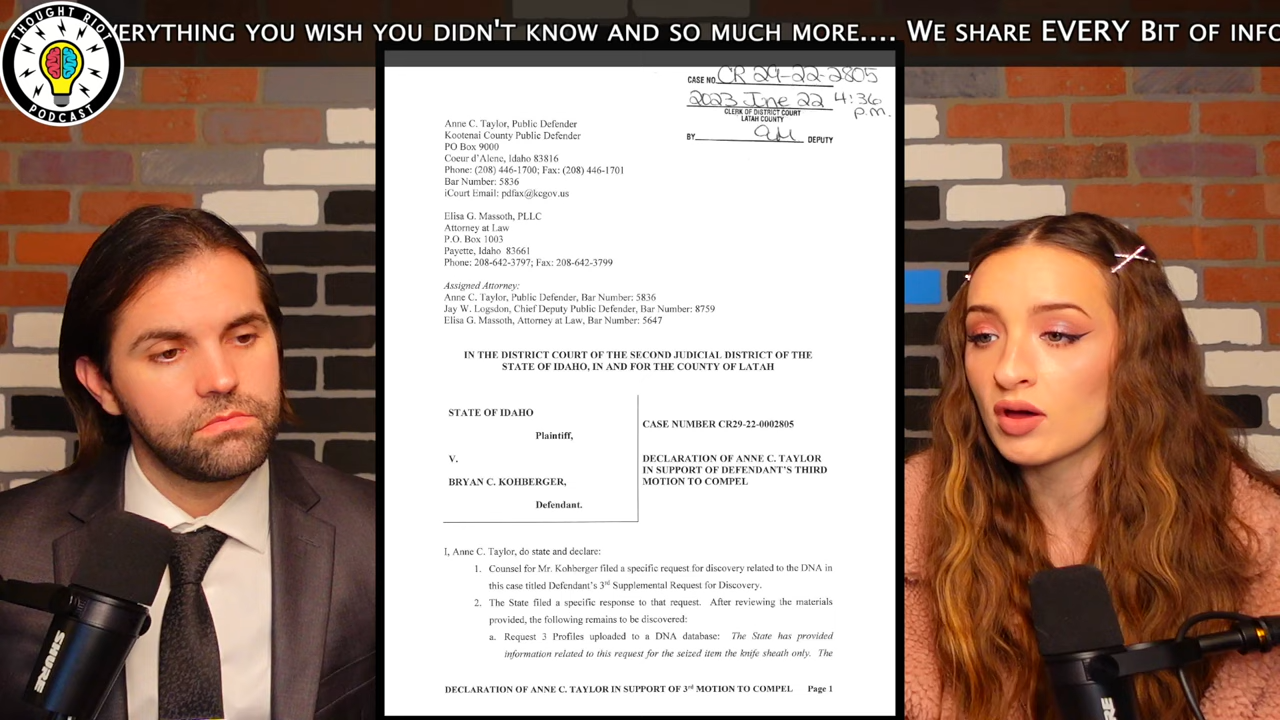 THOUGHT RIOT
PODCAST
VERYTHING YOU WISH YOU DIDN'T KNOW AND SO MUCH MORE.... WE SHARE EVERY BIT OF INFO
CASE NO. CR 29-22-2805
2023 June 22 4:36 p.m.
CLERK OF DISTRICT COURT
LATAH COUNTY
BY DEPUTY
Anne C. Taylor, Public Defender
Kootenai County Public Defender
PO Box 9000
Coeur d'Alene, Idaho 83816
Phone: (208) 446-1700; Fax: (208) 446-1701
Bar Number: 5836
iCourt Email: pdfax@kcgov.us
Elisa G. Massoth, PLLC
Attorney at Law
P.O. Box 1003
Payette, Idaho 83661
Phone: 208-642-3797; Fax: 208-642-3799
Assigned Attorney:
Anne C. Taylor, Public Defender, Bar Number: 5836
Jay W. Logsdon, Chief Deputy Public Defender, Bar Number: 8759
Elisa G. Massoth, Attorney at Law, Bar Number: 5647
IN THE DISTRICT COURT OF THE SECOND JUDICIAL DISTRICT OF THE
STATE OF IDAHO, IN AND FOR THE COUNTY OF LATAH
STATE OF IDAHO
Plaintiff,
V.
BRYAN C. KOHBERGER,
Defendant.
CASE NUMBER CR29-22-0002805
DECLARATION OF ANNE C. TAYLOR
IN SUPPORT OF DEFENDANT'S THIRD
MOTION TO COMPEL
I, Anne C. Taylor, do state and declare:
1. Counsel for Mr. Kohberger filed a specific request for discovery related to the DNA in
this case titled Defendant's 3rd Supplemental Request for Discovery.
2. The State filed a specific response to that request. After reviewing the materials
provided, the following remains to be discovered:
a. Request 3 Profiles uploaded to a DNA database: The State has provided
information related to this request for the seized item the knife sheath only. The
DECLARATION OF ANNE C. TAYLOR IN SUPPORT OF 3rd MOTION TO COMPEL Page 1
SHURE